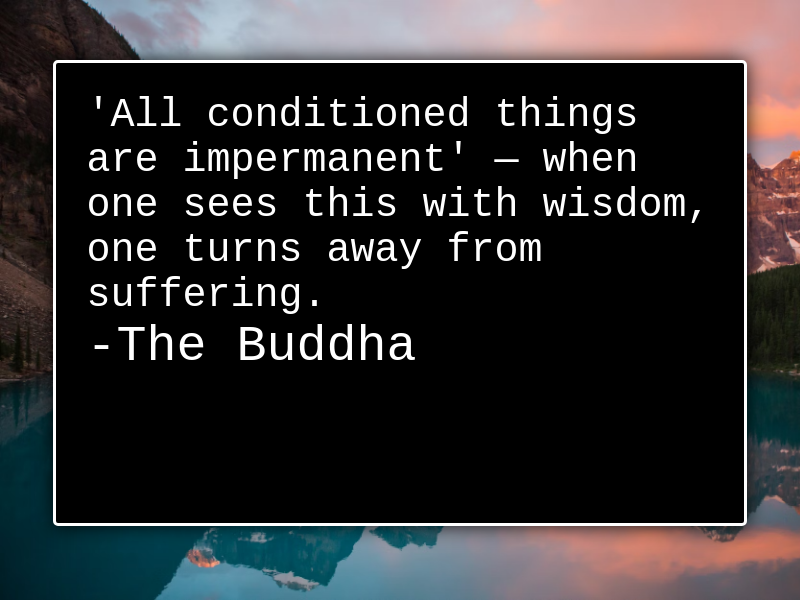 'All conditioned things
are impermanent' — when
one sees this with wisdom,
one turns away from
suffering.
-The Buddha